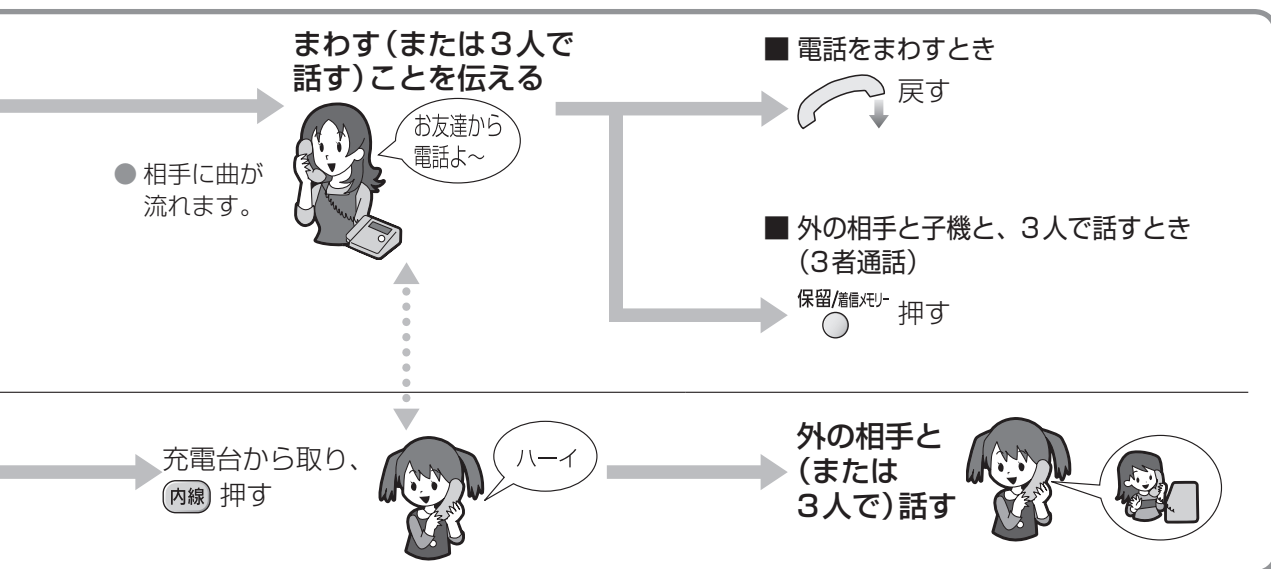 まわす(または3人で
話す)ことを伝える
お友達から
電話よ〜
● 相手に曲が
流れます。
■ 電話をまわすとき
戻す
■ 外の相手と子機と、3人で話すとき
(3者通話)
保留/着信メモリー 押す
充電台から取り、
内線 押す
ハーイ
外の相手と
(または
3人で)話す